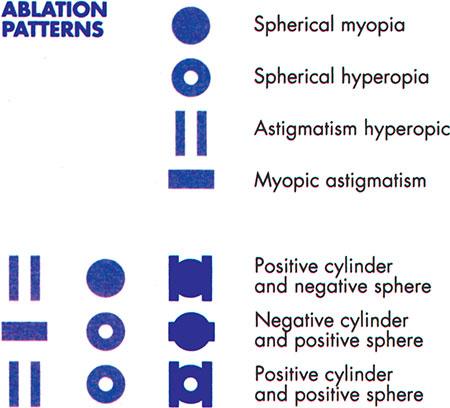 ABLATION
PATTERNS
Spherical myopia
Spherical hyperopia
Astigmatism hyperopic
Myopic astigmatism
Positive cylinder
and negative sphere
Negative cylinder
and positive sphere
Positive cylinder
and positive sphere